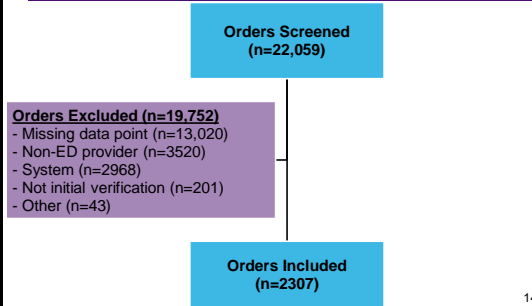 Orders Screened
(n=22,059)
Orders Excluded (n=19,752)
- Missing data point (n=13,020)
- Non-ED provider (n=3520)
- System (n=2968)
- Not initial verification (n=201)
- Other (n=43)
Orders Included
(n=2307)